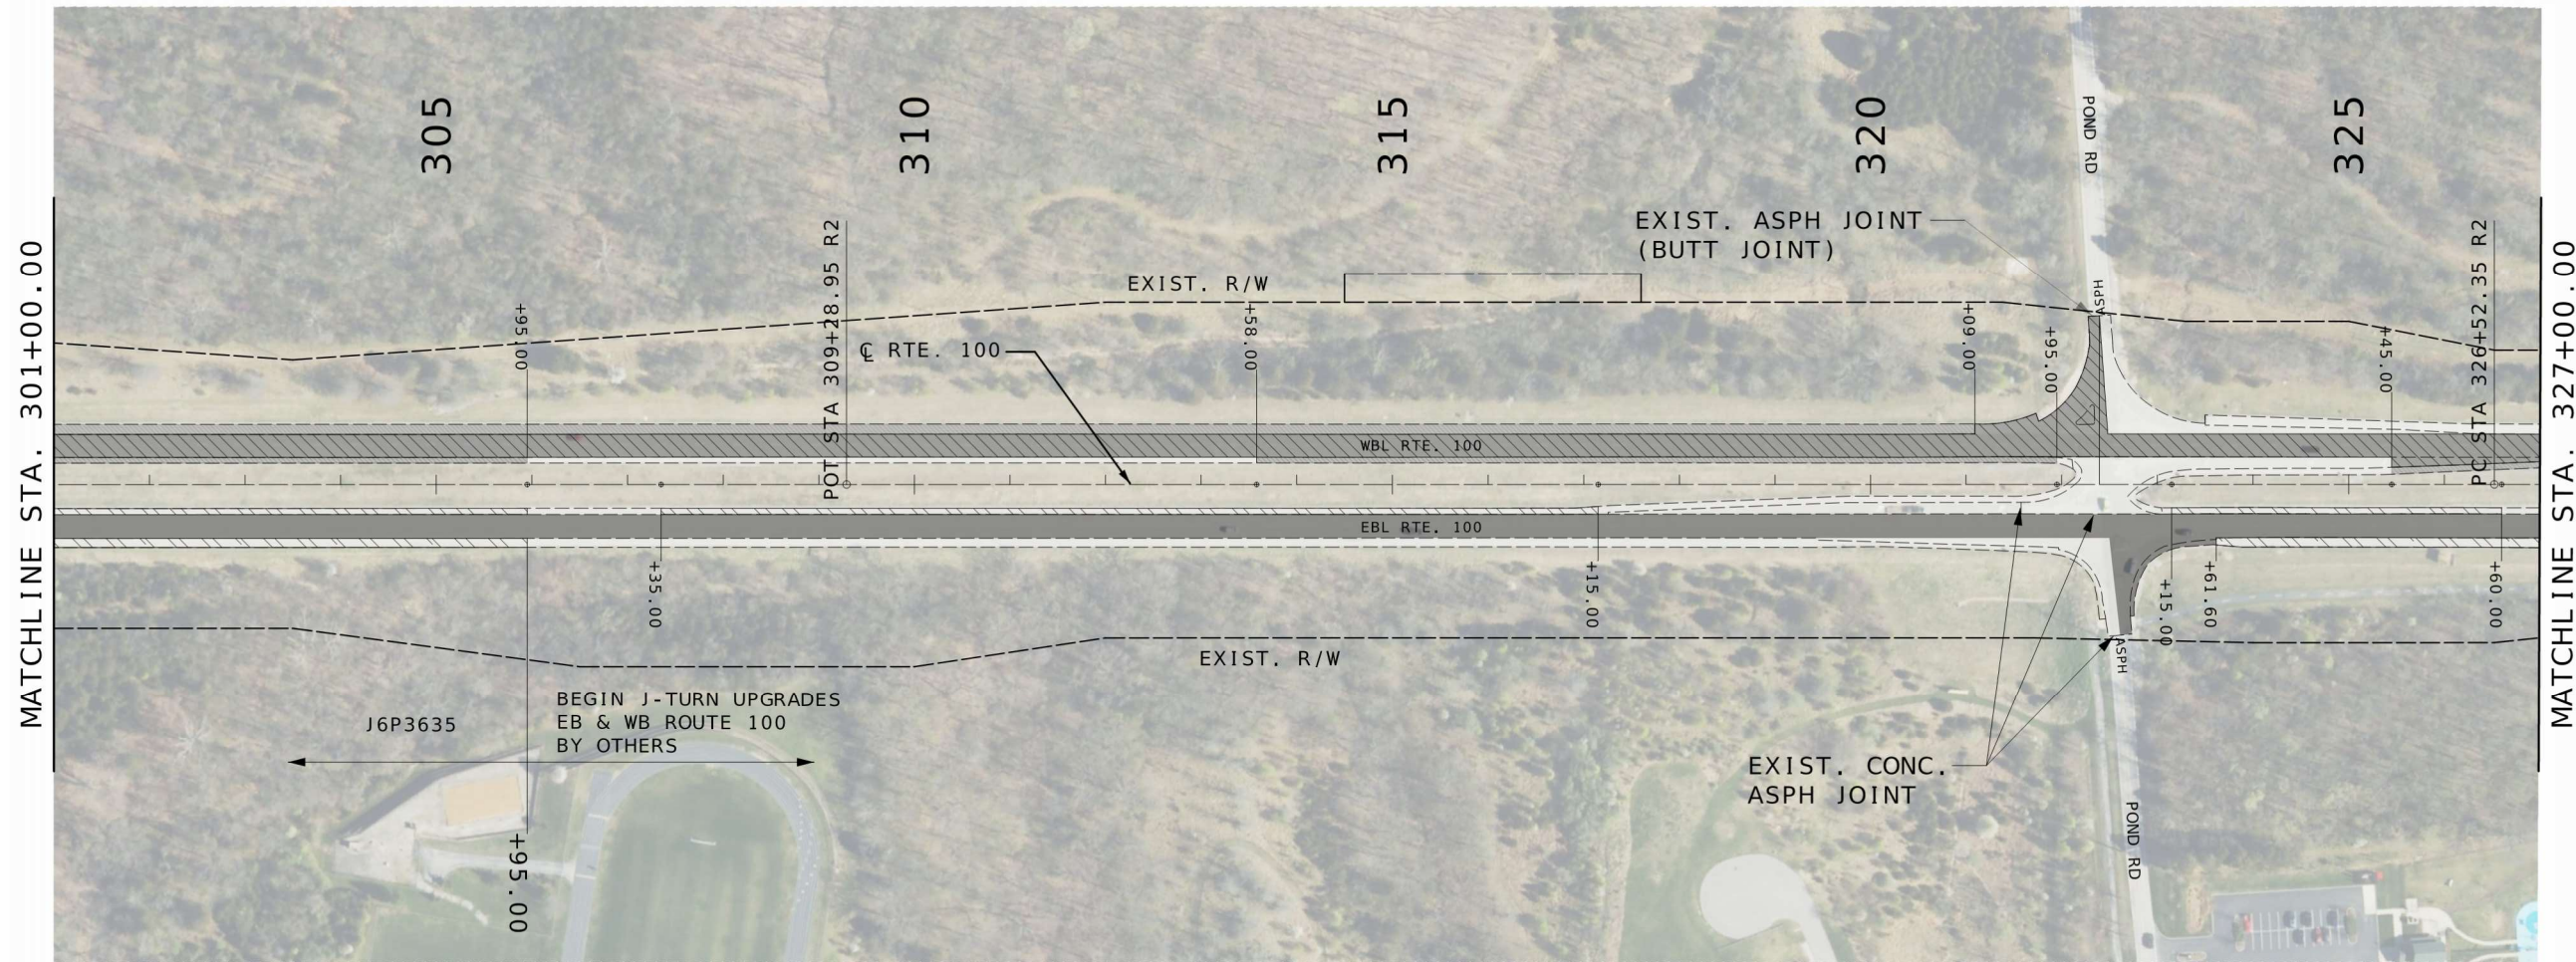 305
310
315
320
325
POND RD
MATCHLINE STA. 301+00.00
MATCHLINE STA. 327+00.00
POT STA 309+28.95 R2
PC STA 326+52.35 R2
EXIST. ASPH JOINT
(BUTT JOINT)
EXIST. R/W
ASPH
+95.00
+58.00
+09.00
+95.00
+45.00
℄ RTE. 100
WBL RTE. 100
EBL RTE. 100
+35.00
+15.00
+15.00
+61.60
+60.00
ASPH
EXIST. R/W
J6P3635
BEGIN J-TURN UPGRADES
EB & WB ROUTE 100
BY OTHERS
EXIST. CONC.
ASPH JOINT
POND RD
+95.00